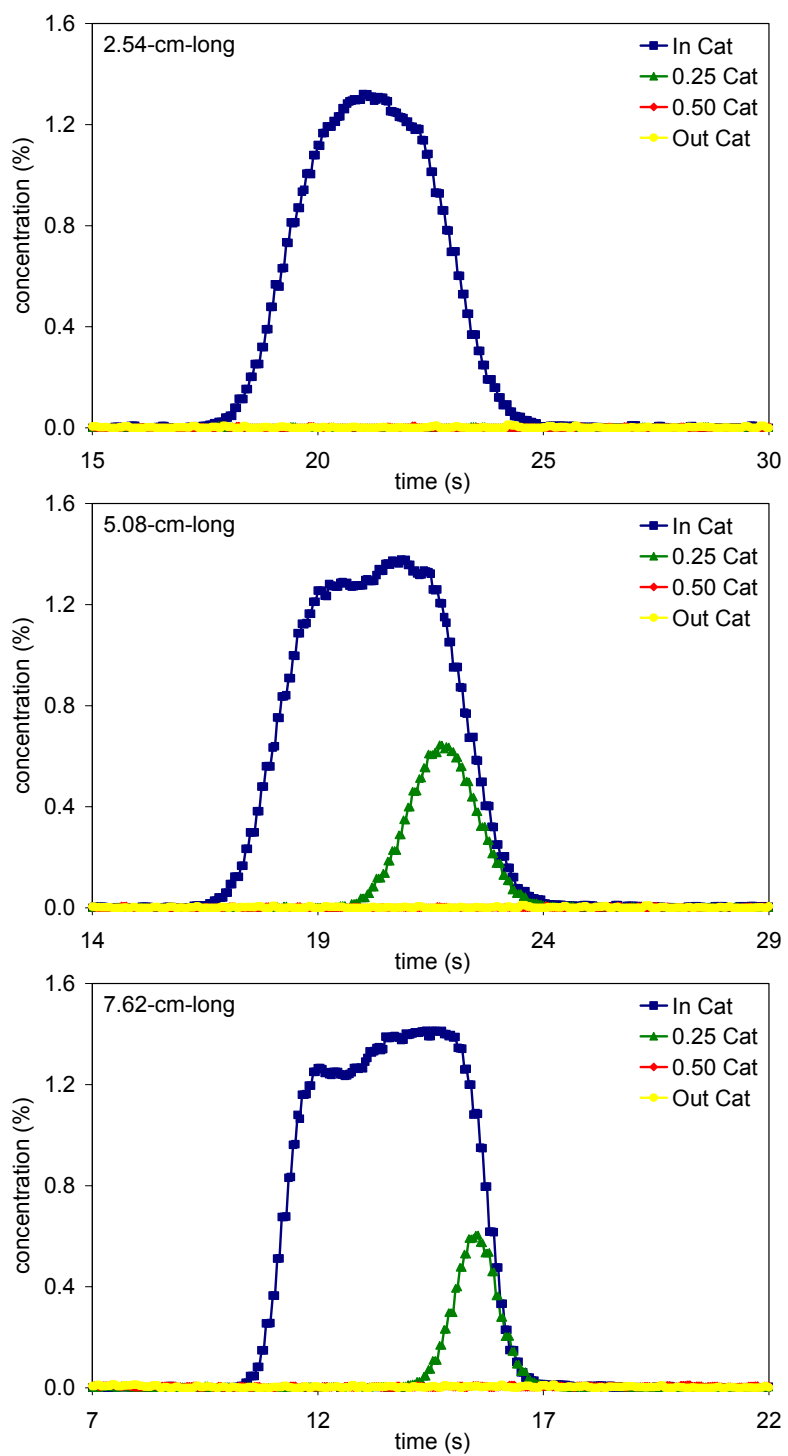 1.6
2.54-cm-long
In Cat
0.25 Cat
0.50 Cat
Out Cat
1.2
0.8
0.4
0.0
concentration (%)
15 20 25 30
time (s)
1.6
5.08-cm-long
In Cat
0.25 Cat
0.50 Cat
Out Cat
1.2
0.8
0.4
0.0
concentration (%)
14 19 24 29
time (s)
1.6
7.62-cm-long
In Cat
0.25 Cat
0.50 Cat
Out Cat
1.2
0.8
0.4
0.0
concentration (%)
7 12 17 22
time (s)